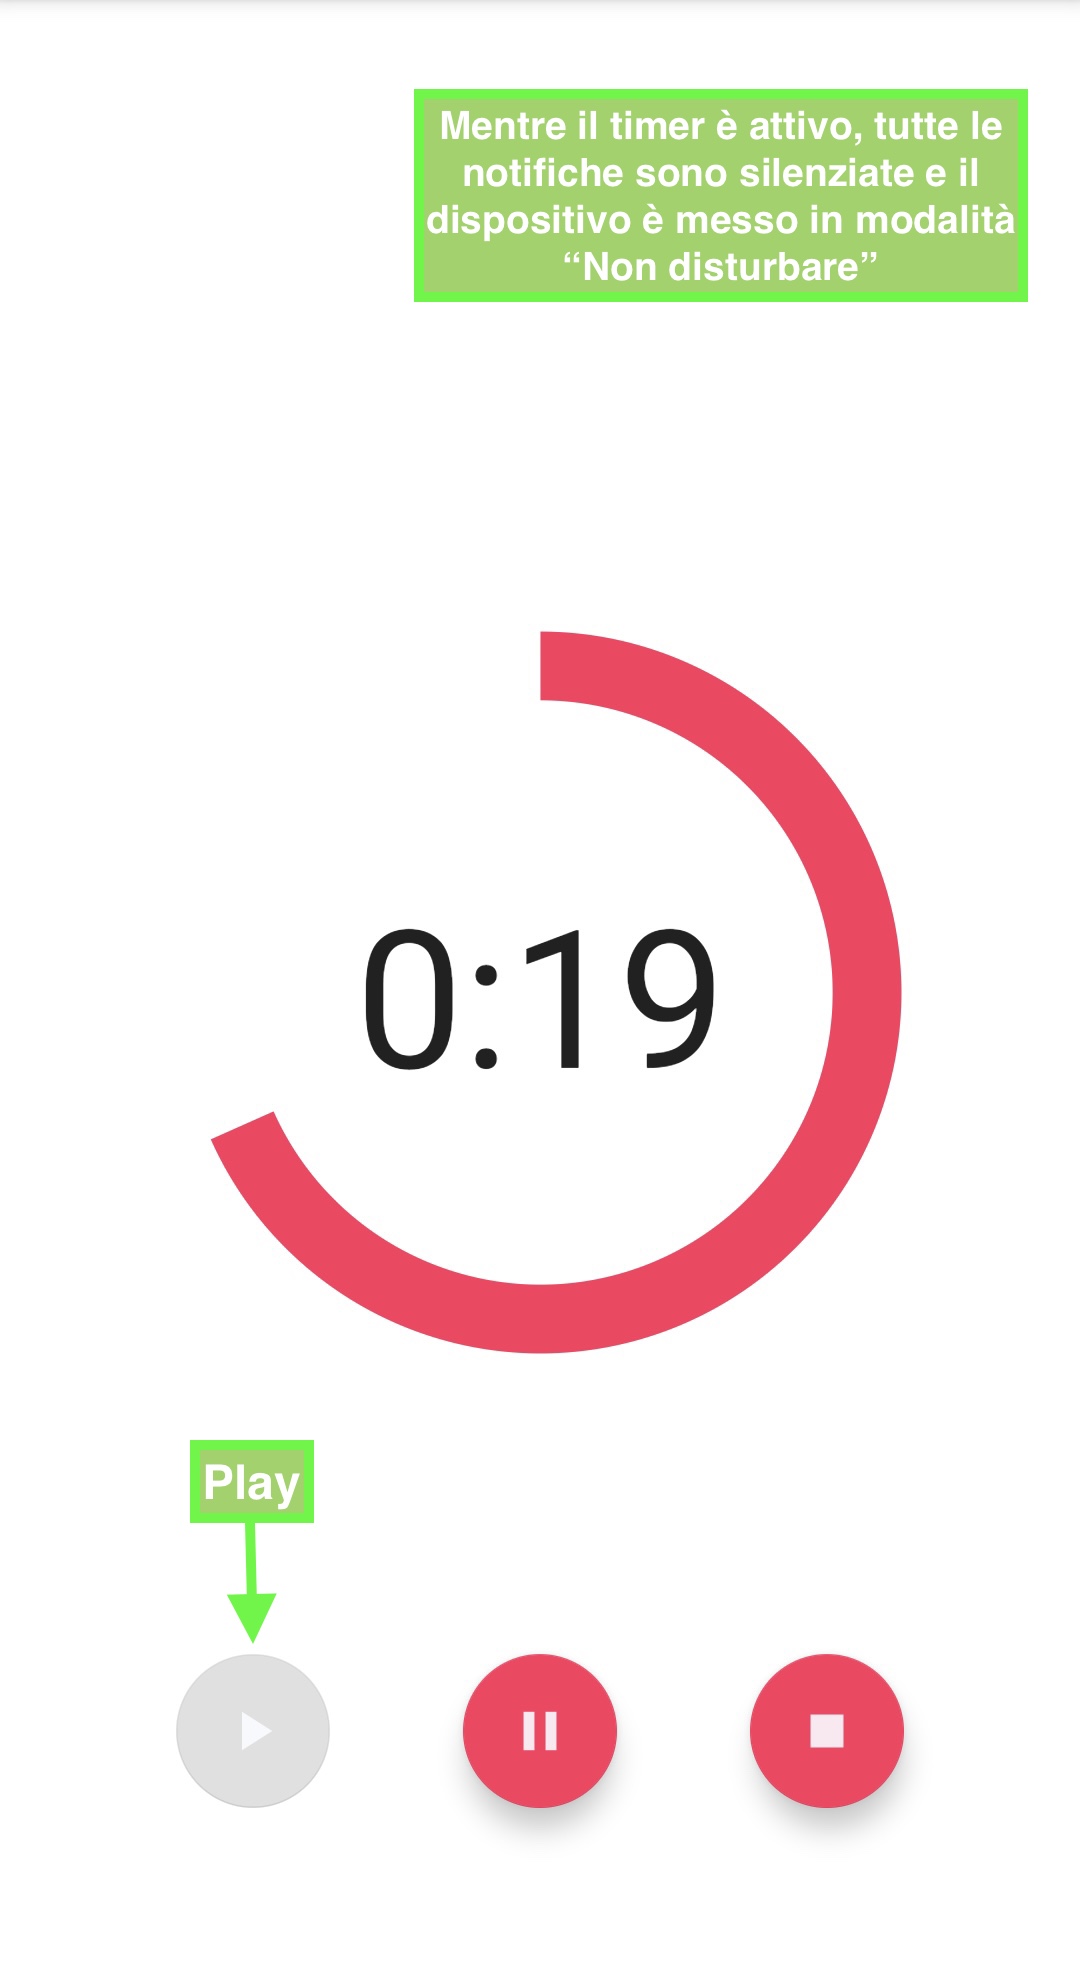 Mentre il timer è attivo, tutte le
notifiche sono silenziate e il
dispositivo è messo in modalità
“Non disturbare”
0:19
Play